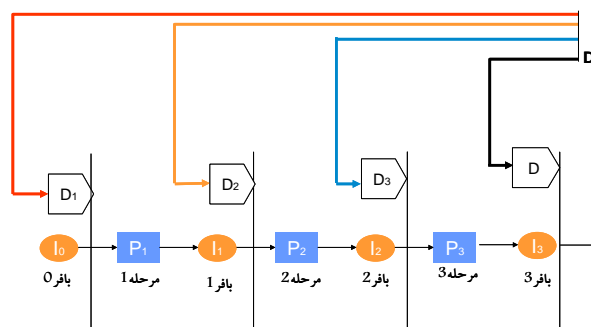 D
D₁
D₂
D₃
D
I₀
P₁
I₁
P₂
I₂
P₃
I₃
بافر0
مرحله1
بافر1
مرحله2
بافر2
مرحله3
بافر3